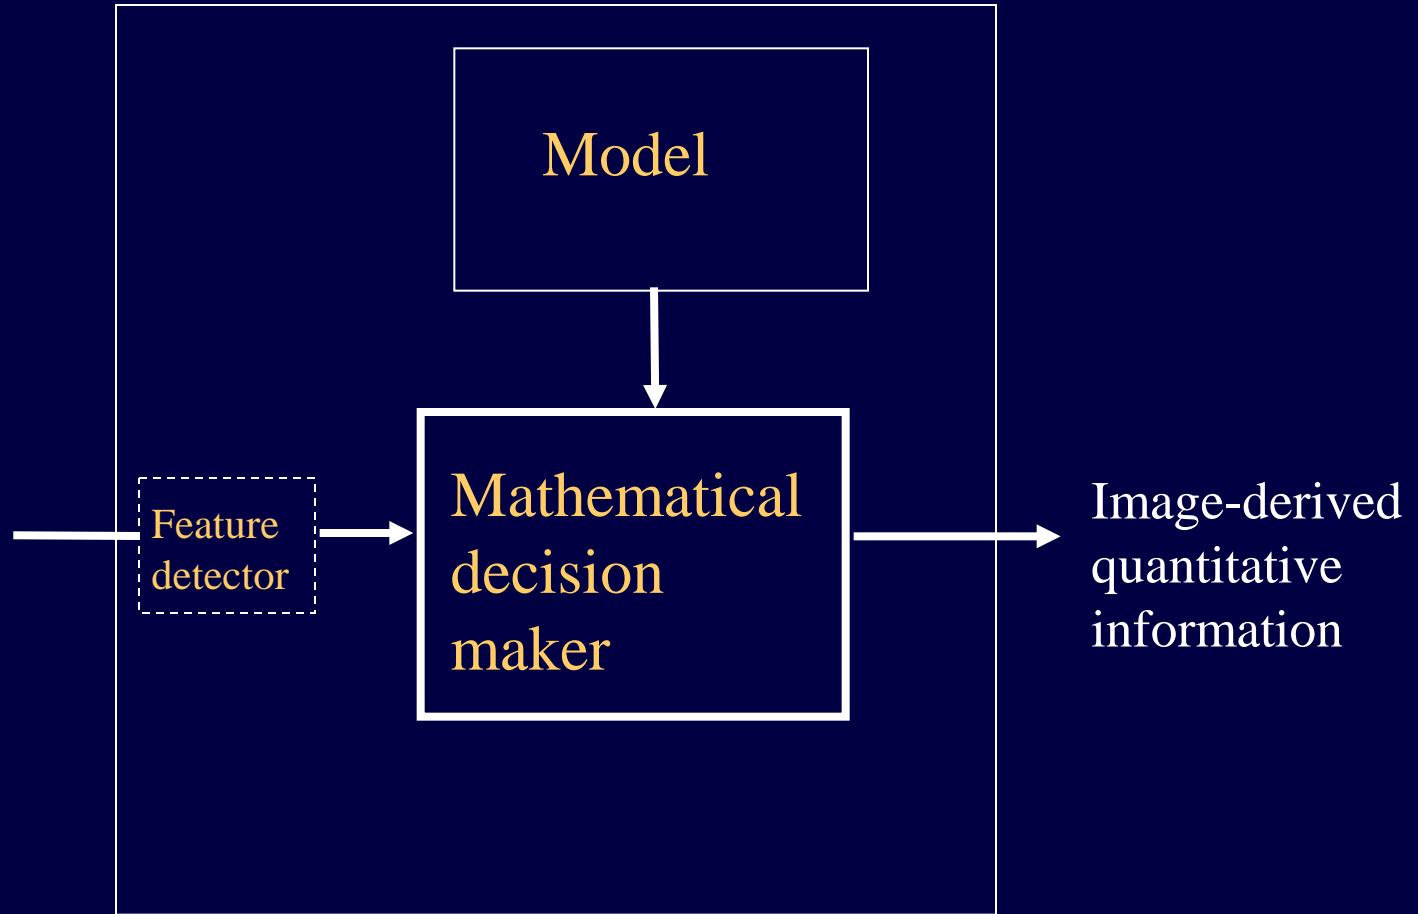 Model
Feature
detector
Mathematical
decision
maker
Image-derived
quantitative
information